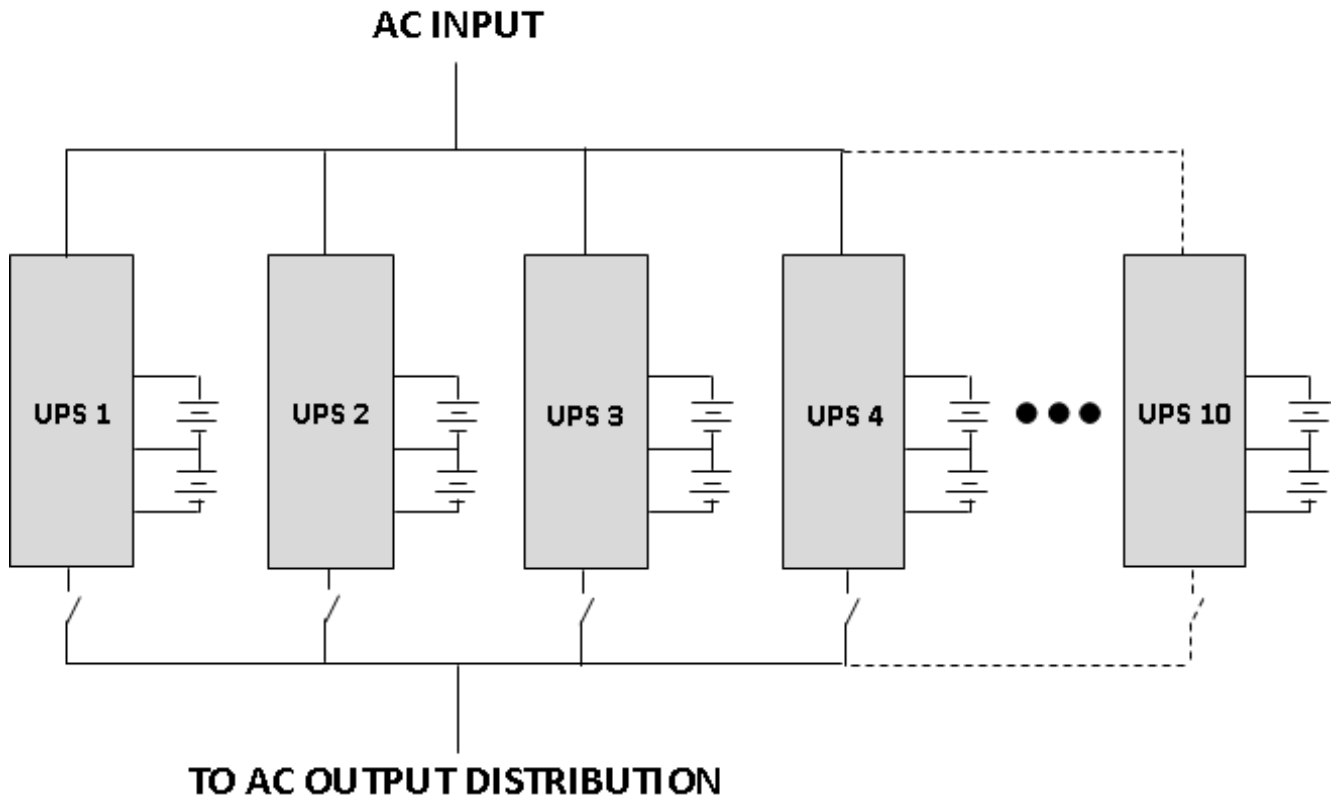 AC INPUT
UPS 1
UPS 2
UPS 3
UPS 4
UPS 10
TO AC OUTPUT DISTRIBUTION